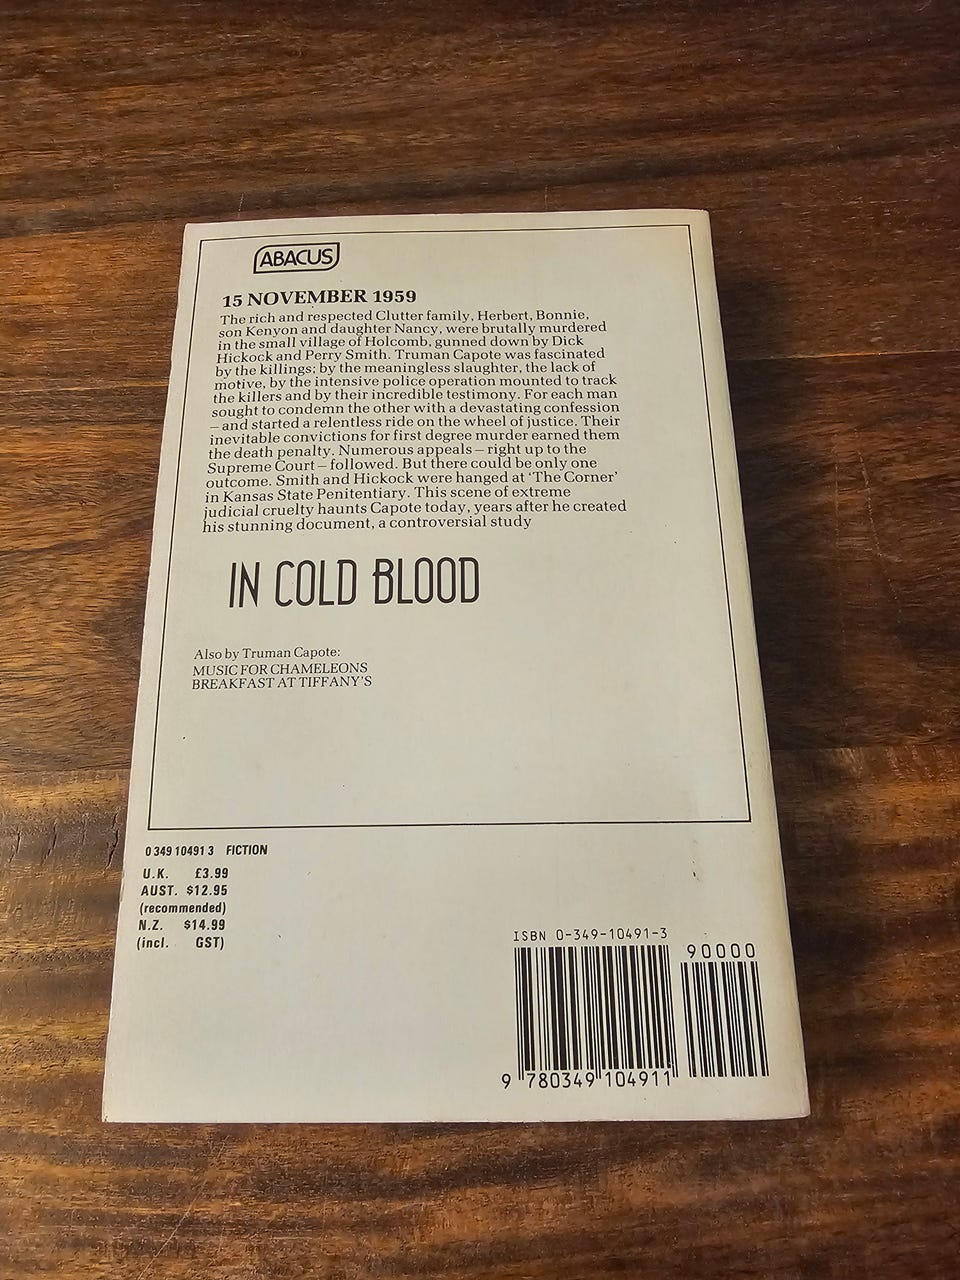 ABACUS
15 NOVEMBER 1959
The rich and respected Clutter family, Herbert, Bonnie,
son Kenyon and daughter Nancy, were brutally murdered
in the small village of Holcomb, gunned down by Dick
Hickock and Perry Smith. Truman Capote was fascinated
by the killings; by the meaningless slaughter, the lack of
motive, by the intensive police operation mounted to track
the killers and by their incredible testimony. For each man
sought to condemn the other with a devastating confession
– and started a relentless ride on the wheel of justice. Their
inevitable convictions for first degree murder earned them
the death penalty. Numerous appeals – right up to the
Supreme Court – followed. But there could be only one
outcome. Smith and Hickock were hanged at 'The Corner'
in Kansas State Penitentiary. This scene of extreme
judicial cruelty haunts Capote today, years after he created
his stunning document, a controversial study
IN COLD BLOOD
Also by Truman Capote:
MUSIC FOR CHAMELEONS
BREAKFAST AT TIFFANY'S
0 349 10491 3 FICTION
U.K. £3.99
AUST. $12.95
(recommended)
N.Z. $14.99
(incl. GST)
ISBN 0-349-10491-3
90000
9 780349 104911